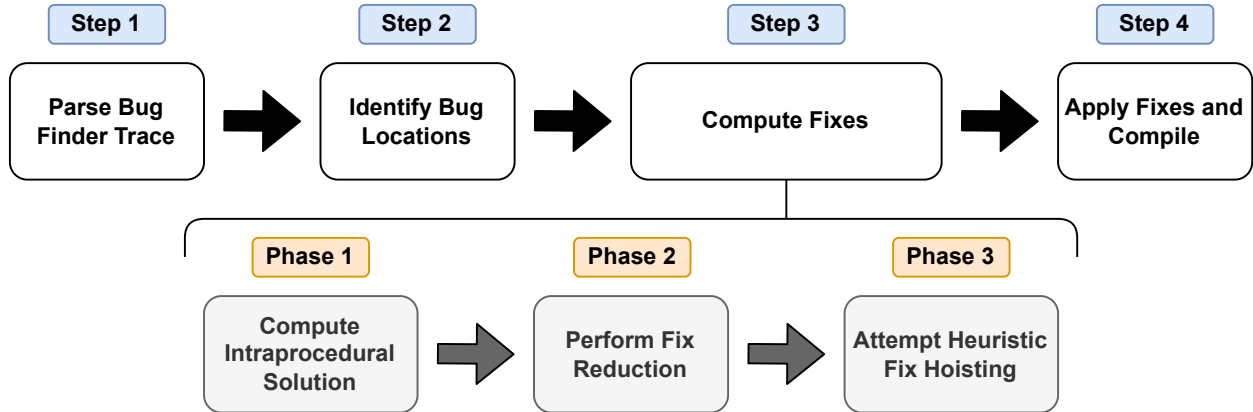 Step 1
Step 2
Step 3
Step 4
Parse Bug
Finder Trace
Identify Bug
Locations
Compute Fixes
Apply Fixes and
Compile
Phase 1
Phase 2
Phase 3
Compute
Intraprocedural
Solution
Perform Fix
Reduction
Attempt Heuristic
Fix Hoisting